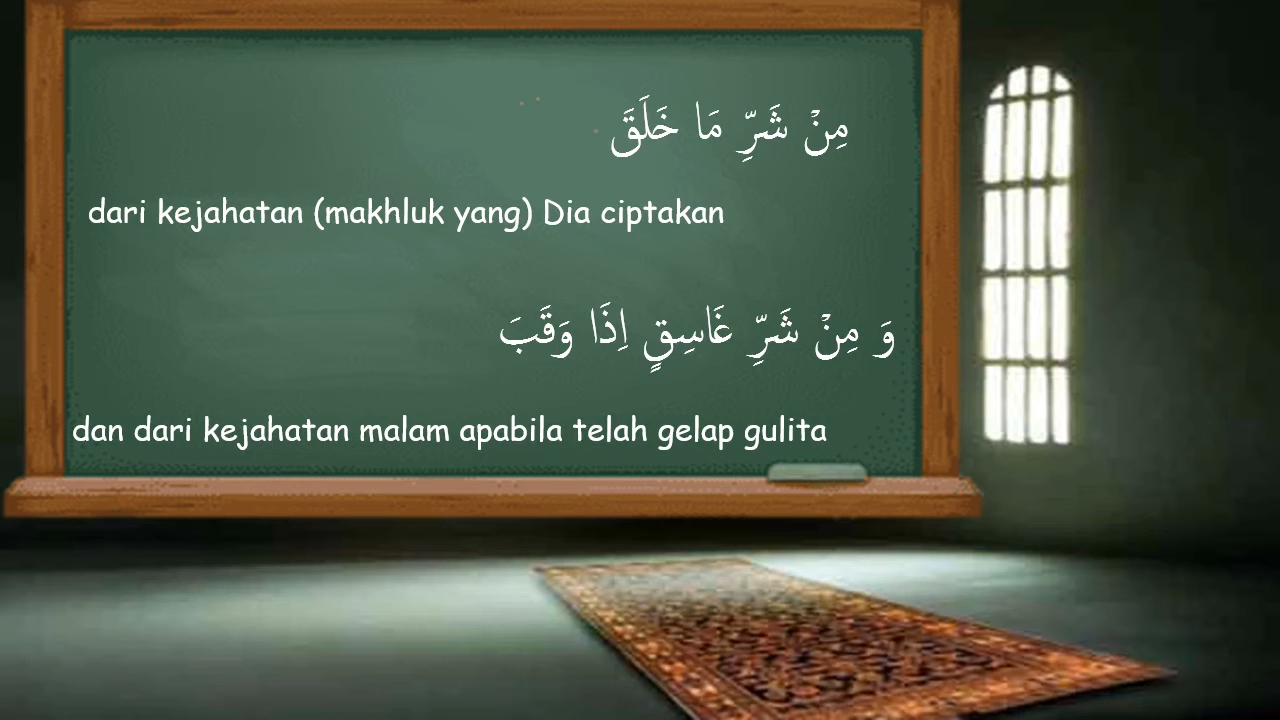 مِنْ شَرِّ مَا خَلَقَ
dari kejahatan (makhluk yang) Dia ciptakan
وَ مِنْ شَرِّ غَاسِقٍ اِذَا وَقَبَ
dan dari kejahatan malam apabila telah gelap gulita